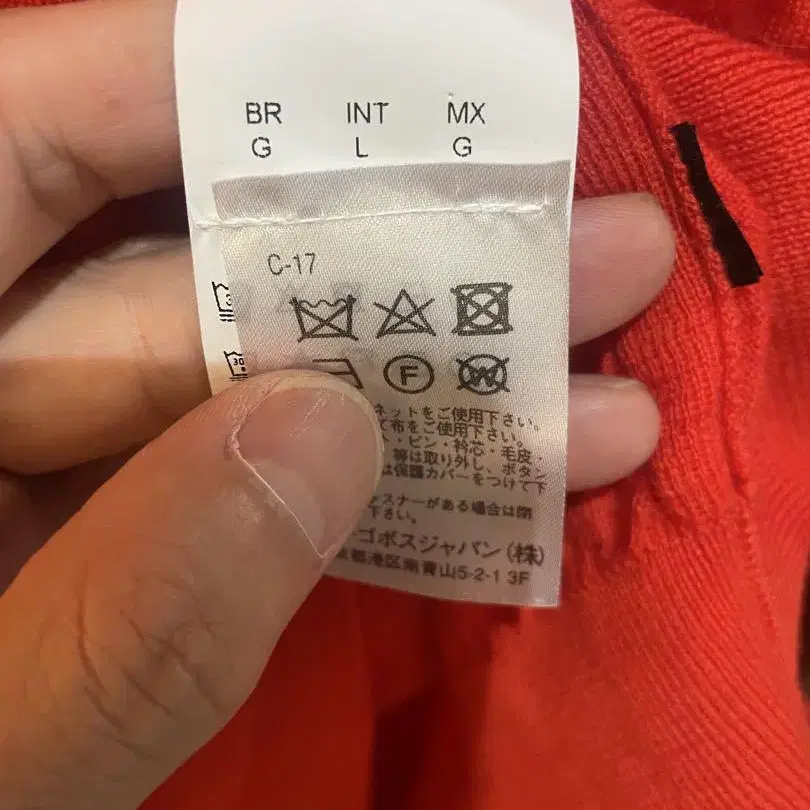 BR INT MX
G L G
C-17
30
F
W
ネットをご使用下さい。
て布をご使用下さい。
・ピン・衿芯・毛皮・
等は取り外し、ボタン
は保護カバーをつけて下
スナーがある場合は閉
下さい。
ーゴボスジャパン(株)
都港区南青山5-2-1 3F